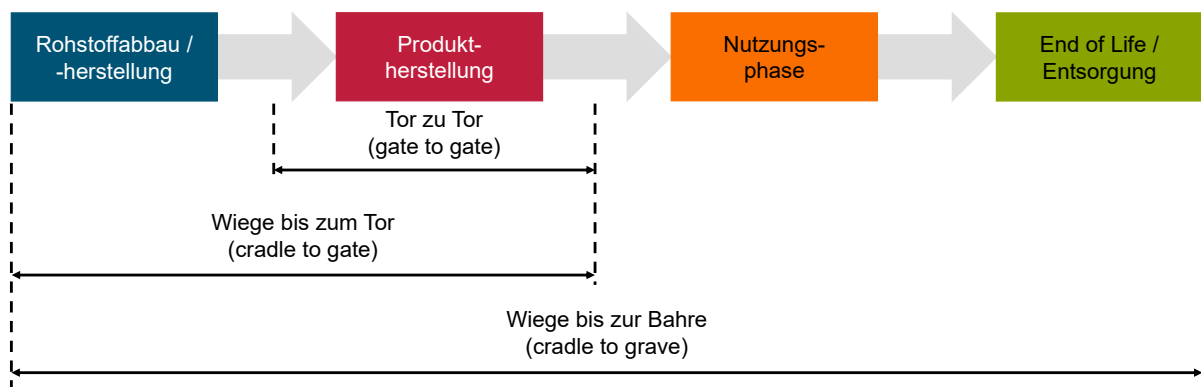 Rohstoffabbau /
-herstellung
Produkt-
herstellung
Nutzungs-
phase
End of Life /
Entsorgung
Tor zu Tor
(gate to gate)
Wiege bis zum Tor
(cradle to gate)
Wiege bis zur Bahre
(cradle to grave)